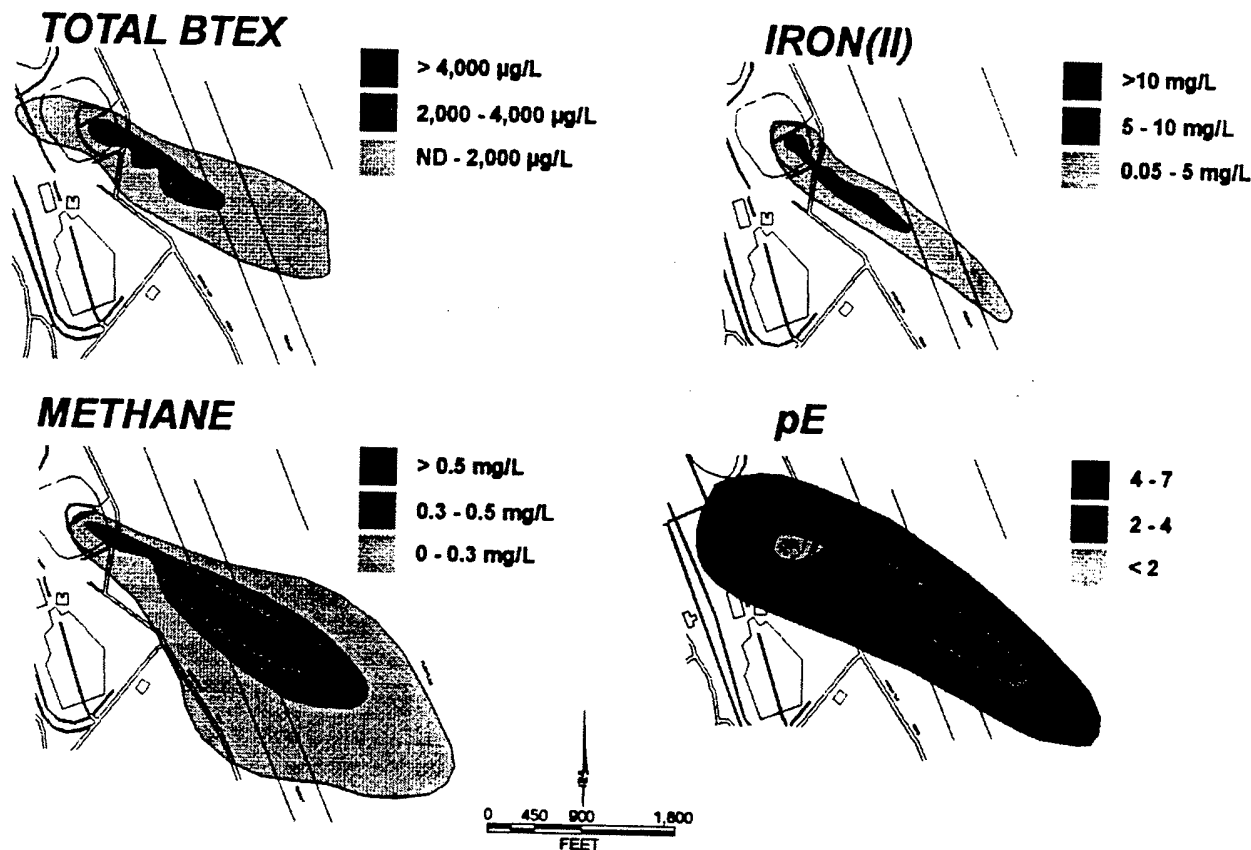 TOTAL BTEX
> 4,000 µg/L
2,000 - 4,000 µg/L
ND - 2,000 µg/L
IRON(II)
>10 mg/L
5 - 10 mg/L
0.05 - 5 mg/L
METHANE
> 0.5 mg/L
0.3 - 0.5 mg/L
0 - 0.3 mg/L
pE
4 - 7
2 - 4
< 2
0 450 900 1,800
FEET